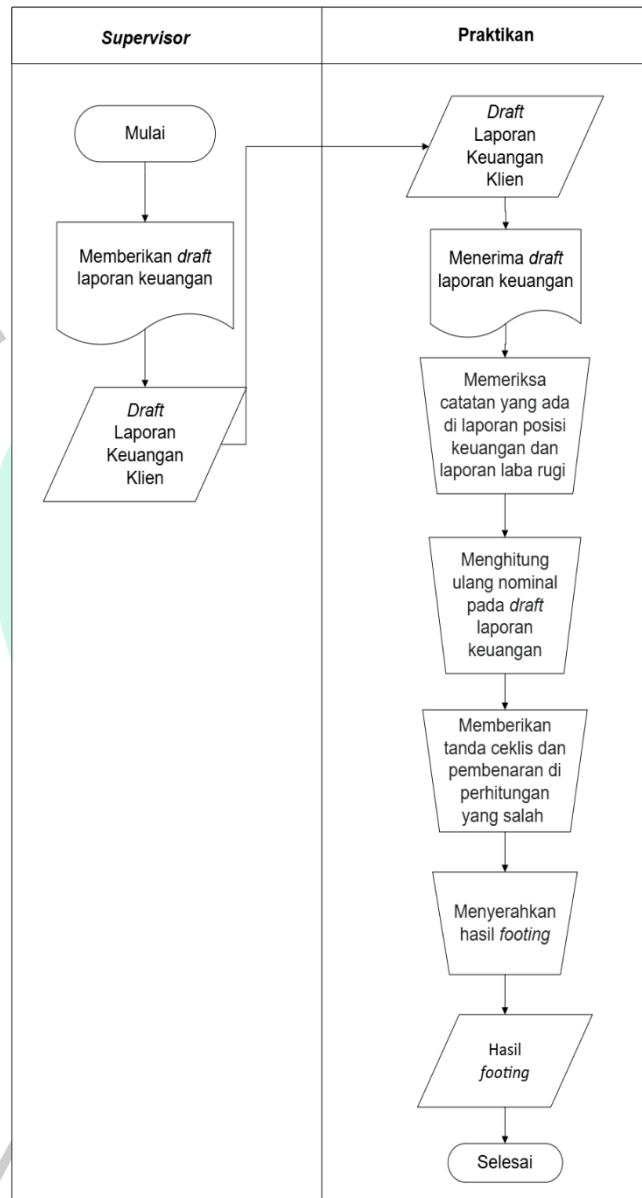 Supervisor
Praktikan
Mulai
Memberikan draft
laporan keuangan
Draft
Laporan
Keuangan
Klien
Draft
Laporan
Keuangan
Klien
Menerima draft
laporan keuangan
Memeriksa
catatan yang ada
di laporan posisi
keuangan dan
laporan laba rugi
Menghitung
ulang nominal
pada draft
laporan
keuangan
Memberikan
tanda ceklis dan
pembenaran di
perhitungan
yang salah
Menyerahkan
hasil footing
Hasil
footing
Selesai